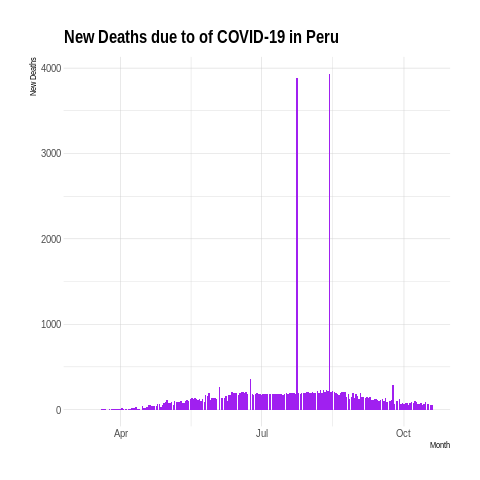 New Deaths due to of COVID-19 in Peru
New Deaths
4000
3000
2000
1000
0
Apr
Jul
Oct
Month